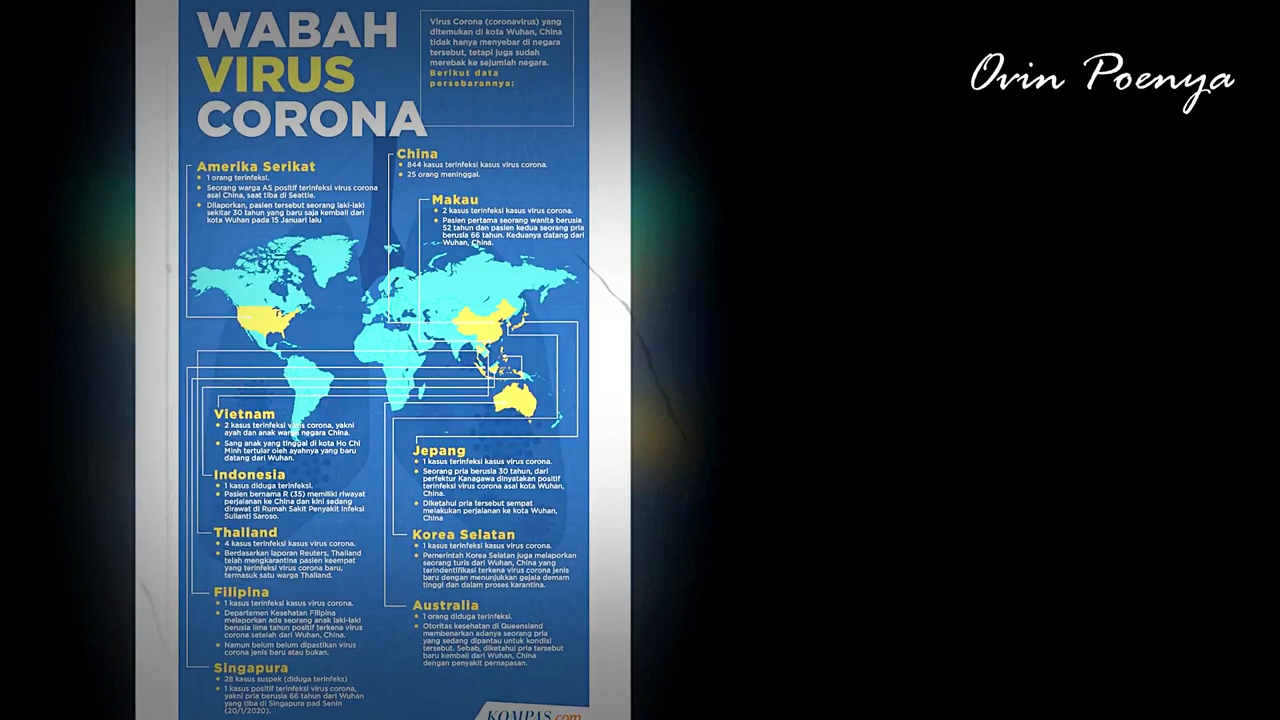 WABAH
VIRUS
CORONA
Virus Corona (coronavirus) yang
ditemukan di kota Wuhan, China
tidak hanya menyebar di negara
tersebut, tetapi juga sudah
merebak ke sejumlah negara.
Berikut data
persebarannya:
Ovin Poenya
Amerika Serikat
1 orang terinfeksi.
Seorang warga AS positif terinfeksi virus corona
asal China, saat tiba di Seattle.
Dilaporkan, pasien tersebut seorang laki-laki
sekitar 30 tahun yang baru saja kembali dari
kota Wuhan pada 15 Januari lalu
China
844 kasus terinfeksi kasus virus corona.
25 orang meninggal.
Makau
2 kasus terinfeksi kasus virus corona.
Pasien pertama seorang wanita berusia
52 tahun dan pasien kedua seorang pria
berusia 66 tahun. Keduanya datang dari
Wuhan, China.
Vietnam
2 kasus terinfeksi virus corona, yakni
ayah dan anak warga negara China.
Sang anak yang tinggal di kota Ho Chi
Minh tertular oleh ayahnya yang baru
datang dari Wuhan.
Indonesia
1 kasus diduga terinfeksi.
Pasien bernama R (35) memiliki riwayat
perjalanan ke China dan kini sedang
dirawat di Rumah Sakit Penyakit Infeksi
Sulianti Saroso.
Thailand
4 kasus terinfeksi kasus virus corona.
Berdasarkan laporan Reuters, Thailand
telah mengkarantina pasien keempat
yang terinfeksi virus corona baru,
termasuk satu warga Thailand.
Filipina
1 kasus terinfeksi kasus virus corona.
Departemen Kesehatan Filipina
melaporkan ada seorang anak laki-laki
berusia lima tahun positif terkena virus
corona setelah dari Wuhan, China.
Namun belum belum dipastikan virus
corona jenis baru atau bukan.
Singapura
28 kasus suspek (diduga terinfeks)
1 kasus positif terinfeksi virus corona,
yakni pria berusia 66 tahun dari Wuhan
yang tiba di Singapura pad Senin
(20/1/2020).
Jepang
1 kasus terinfeksi kasus virus corona.
Seorang pria berusia 30 tahun, dari
perfektur Kanagawa dinyatakan positif
terinfeksi virus corona asal kota Wuhan,
China.
Diketahui pria tersebut sempat
melakukan perjalanan ke kota Wuhan,
China
Korea Selatan
1 kasus terinfeksi kasus virus corona.
Pemerintah Korea Selatan juga melaporkan
seorang turis dari Wuhan, China yang
teridentifikasi terkena virus corona jenis
baru dengan menunjukkan gejala demam
tinggi dan dalam proses karantina.
Australia
1 orang diduga terinfeksi.
Otoritas kesehatan di Queensland
membenarkan adanya seorang pria
yang sedang dipantau untuk kondisi
tersebut. Sebab, diketahui pria tersebut
baru kembali dari Wuhan, China
dengan penyakit pernapasan.
KOMPAS.com